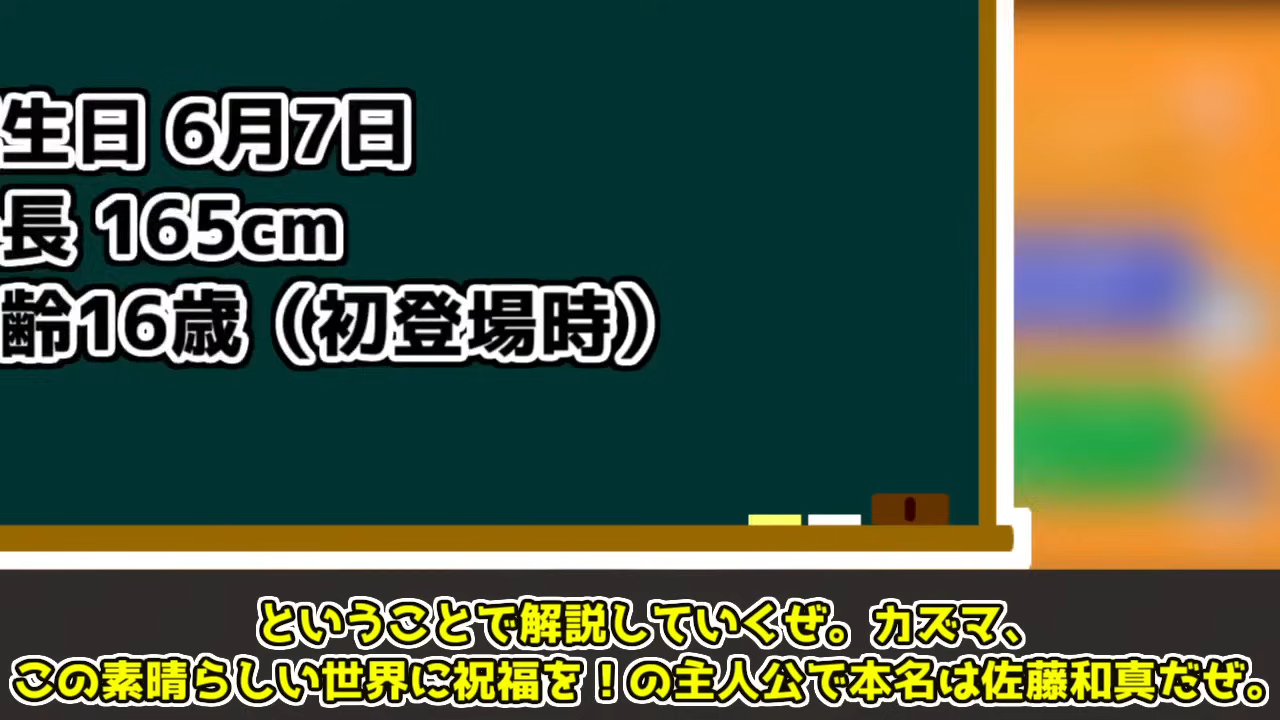 生日 6月7日
長 165cm
齢16歳（初登場時）
ということで解説していくぜ。カズマ、
この素晴らしい世界に祝福を！の主人公で本名は佐藤和真だぜ。